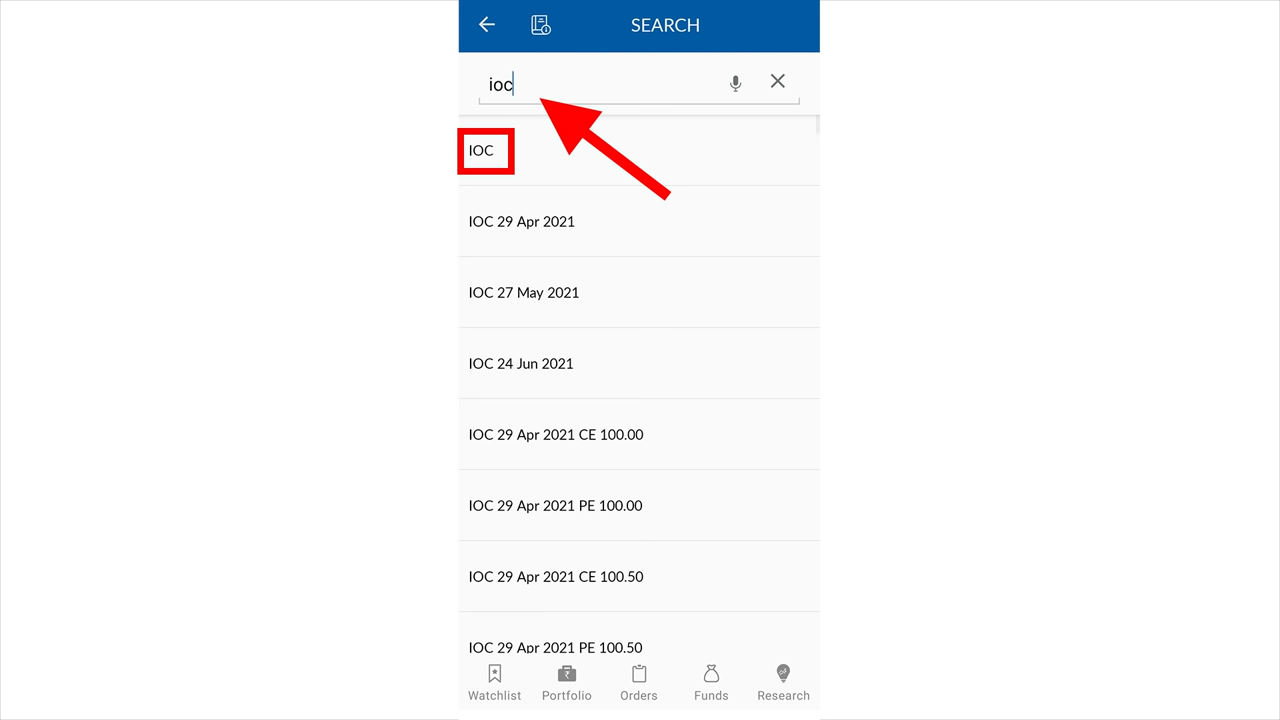 SEARCH
ioc
IOC
IOC 29 Apr 2021
IOC 27 May 2021
IOC 24 Jun 2021
IOC 29 Apr 2021 CE 100.00
IOC 29 Apr 2021 PE 100.00
IOC 29 Apr 2021 CE 100.50
IOC 29 Apr 2021 PE 100.50
Watchlist Portfolio Orders Funds Research